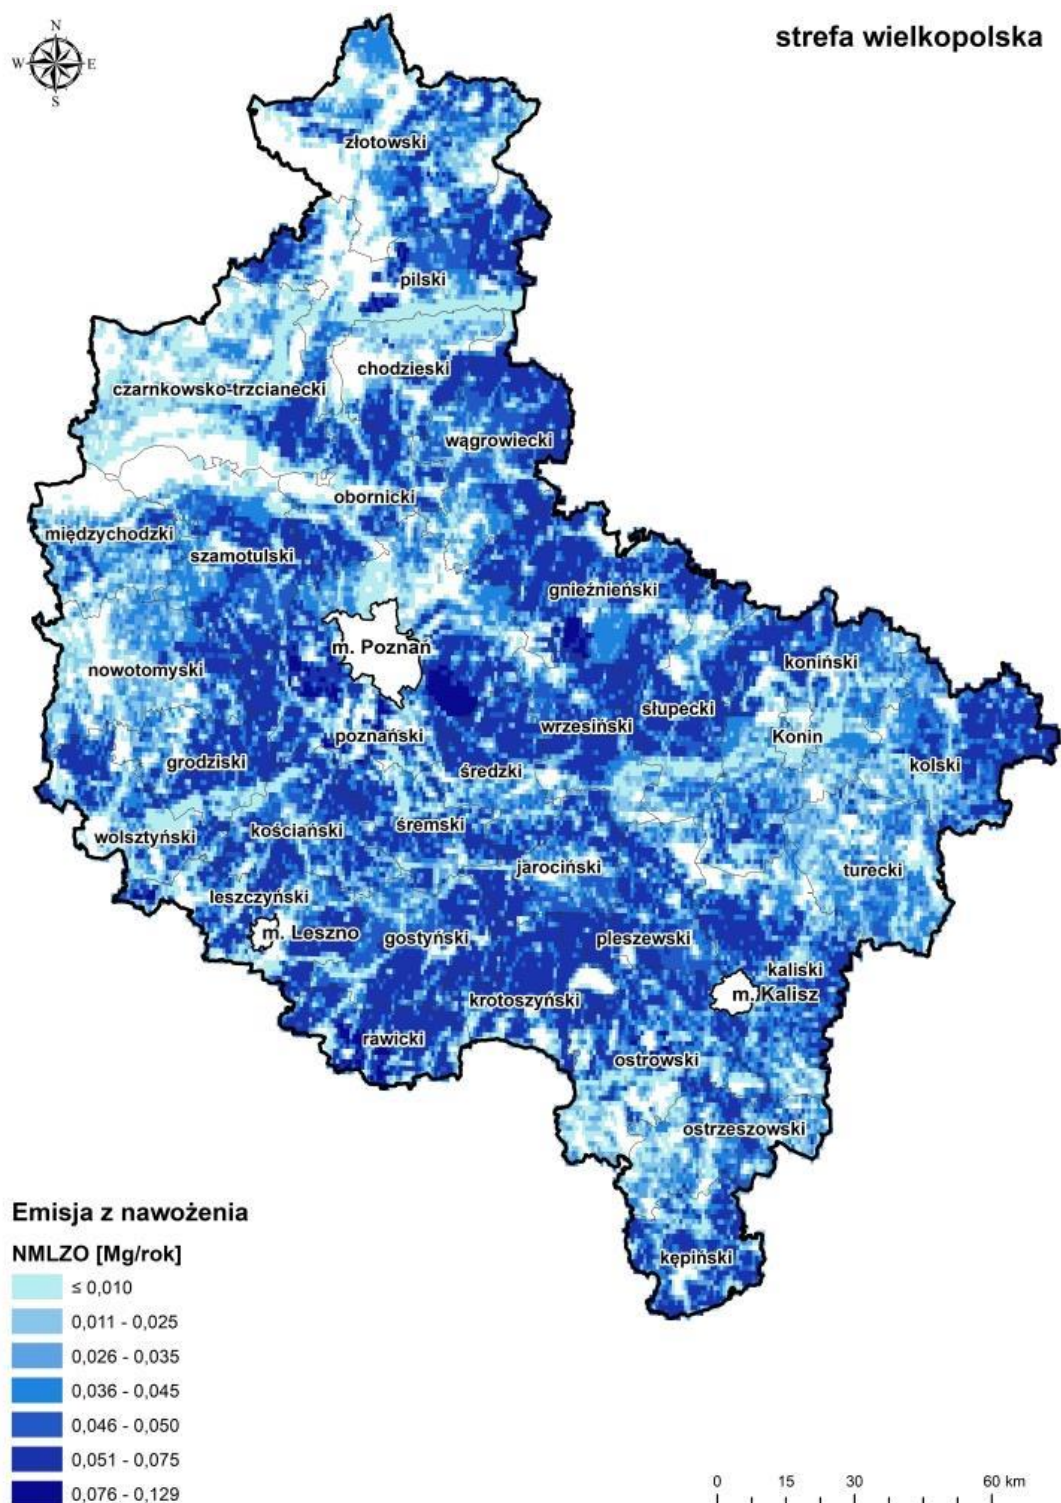 strefa wielkopolska
N
W E
S
złotowski
pilski
chodzieski
czarnkowsko-trzcianecki
wągrowiecki
obornicki
międzychodzki
szamotulski
gnieźnieński
m. Poznań
koniński
nowotomyski
słupecki
wrzesiński
poznański
Konin
grodziski
średzki
kolski
wolsztyński
kościański
śremski
jarociński
turecki
leszczyński
m. Leszno
gostyński
pleszewski
kaliski
m. Kalisz
krotoszyński
rawicki
ostrowski
ostrzeszowski
kępiński
Emisja z nawożenia
NMLZO [Mg/rok]
≤ 0,010
0,011 - 0,025
0,026 - 0,035
0,036 - 0,045
0,046 - 0,050
0,051 - 0,075
0,076 - 0,129
0 15 30 60 km